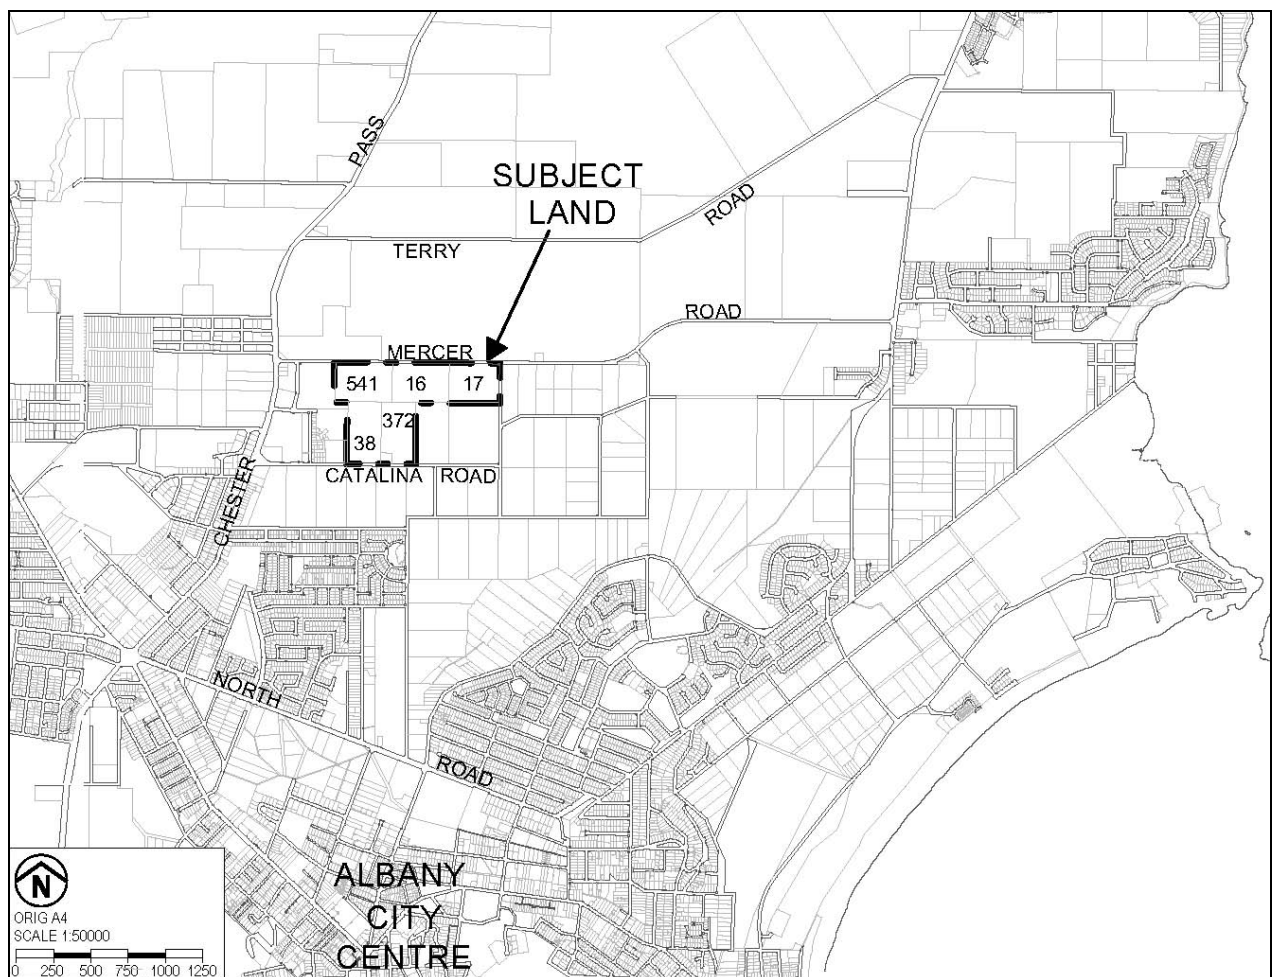 PASS
SUBJECT
LAND
ROAD
TERRY
ROAD
MERCER
541 16 17
372
38
CATALINA ROAD
CHESTER
NORTH
ROAD
ALBANY
CITY
CENTRE
N
ORIG A4
SCALE 1:50000
0 250 500 750 1000 1250